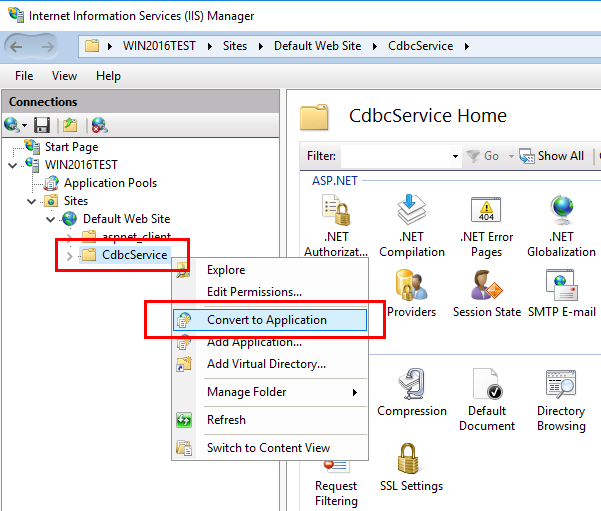 Internet Information Services (IIS) Manager
WIN2016TEST Sites Default Web Site CdbcService
File View Help
Connections
Start Page
WIN2016TEST
Application Pools
Sites
Default Web Site
aspnet_client
CdbcService
Explore
Edit Permissions...
Convert to Application
Add Application...
Add Virtual Directory...
Manage Folder
Refresh
Switch to Content View
CdbcService Home
Filter: Go Show All
ASP.NET
.NET Authorizat...
.NET Compilation
.NET Error Pages
404
.NET Globalization
Providers
Session State
SMTP E-mail
Compression
Default Document
Directory Browsing
Request Filtering
SSL Settings